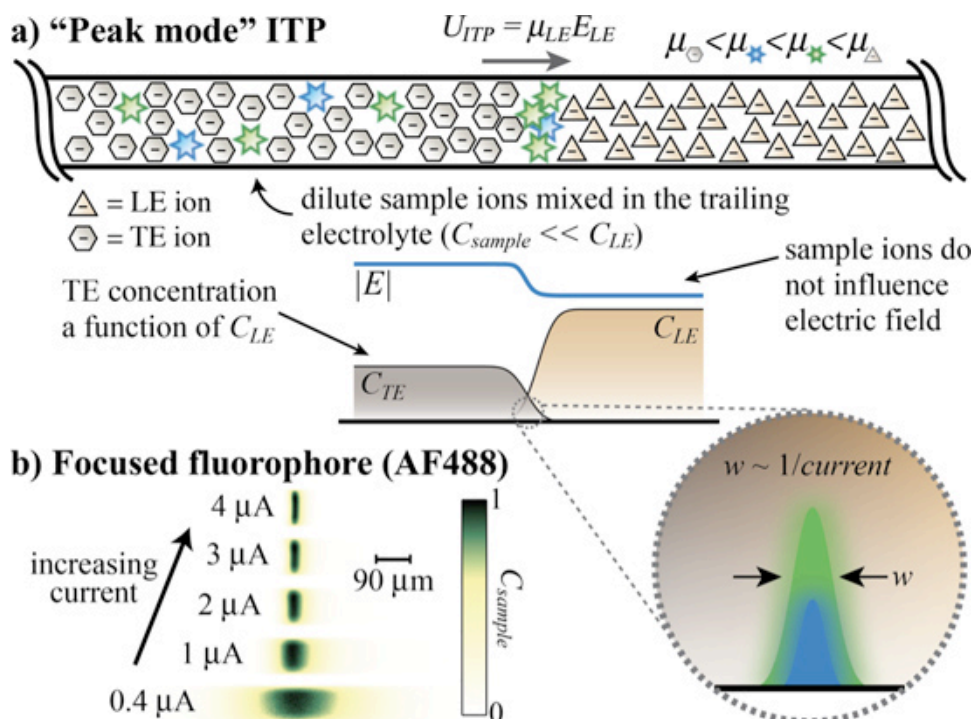 a) “Peak mode” ITP
U_ITP = μ_LE E_LE
μ<μ<μ<μ
dilute sample ions mixed in the trailing
electrolyte (C_sample << C_LE)
= LE ion
= TE ion
sample ions do
not influence
electric field
|E|
TE concentration
a function of C_LE
C_LE
C_TE
b) Focused fluorophore (AF488)
w ~ 1/current
w
increasing
current
4 μA
3 μA
2 μA
1 μA
0.4 μA
90 μm
1
C_sample
0